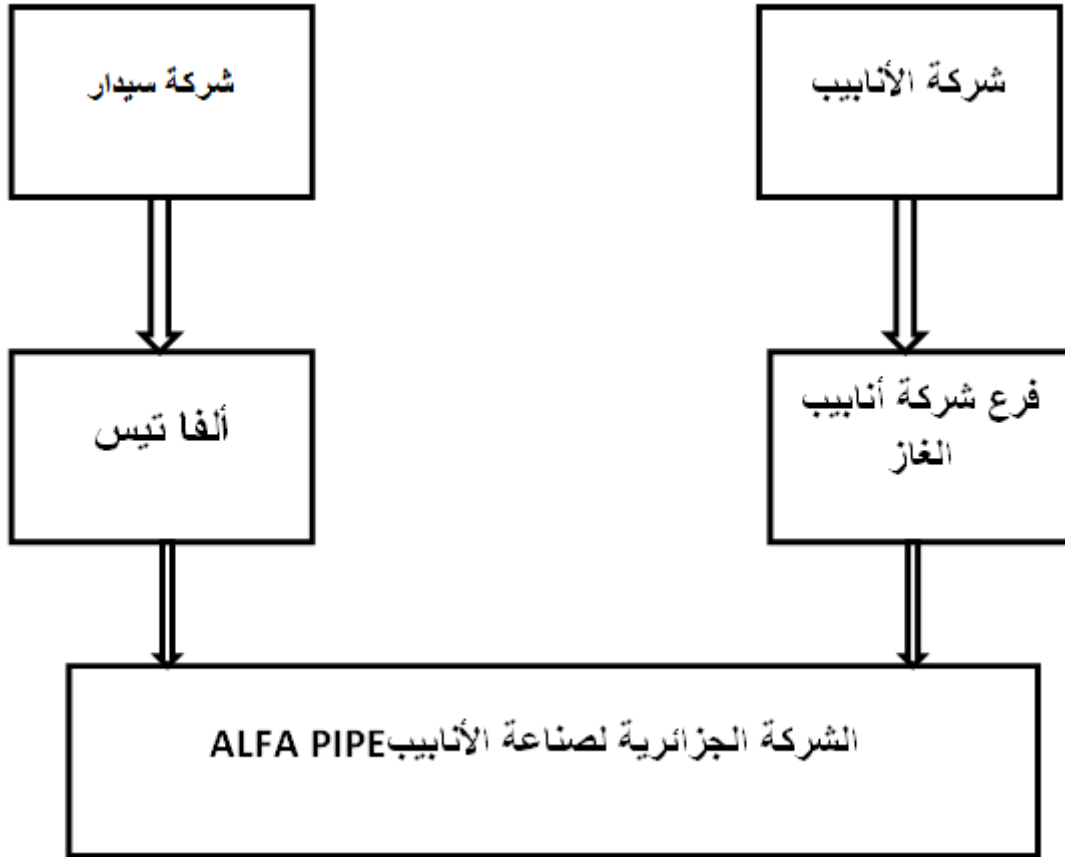 شركة الأنابيب
شركة سيدار
فرع شركة أنابيب
الغاز
ألفا تيس
الشركة الجزائرية لصناعة الأنابيبALFA PIPE